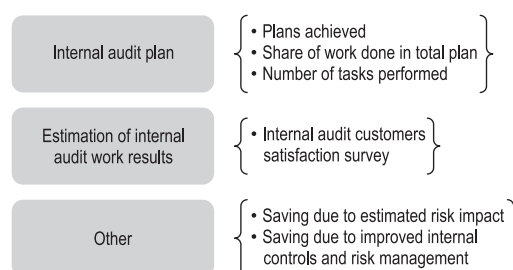 Internal audit plan
• Plans achieved
• Share of work done in total plan
• Number of tasks performed
Estimation of internal
audit work results
• Internal audit customers
satisfaction survey
Other
• Saving due to estimated risk impact
• Saving due to improved internal
controls and risk management